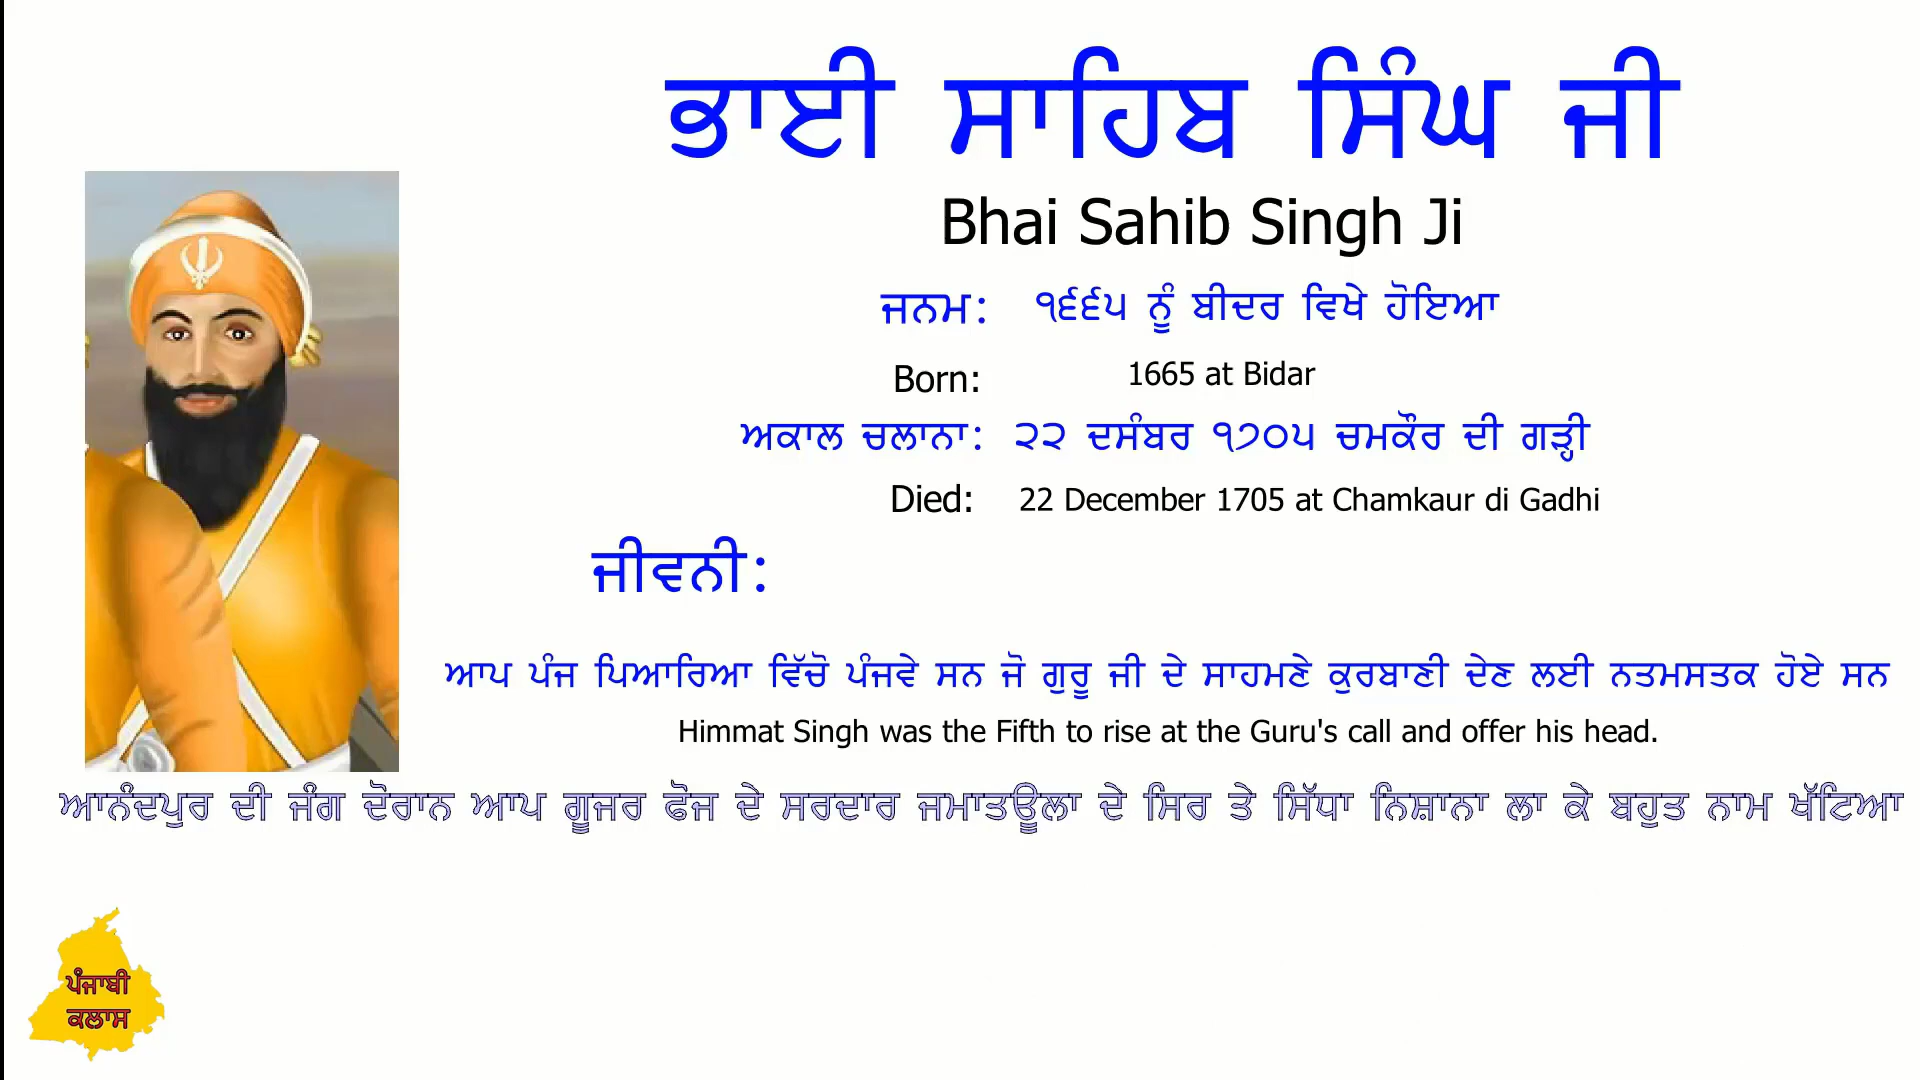 ਭਾਈ ਸਾਹਿਬ ਸਿੰਘ ਜੀ
Bhai Sahib Singh Ji
ਜਨਮ: ੧੬੬੫ ਨੂੰ ਬੀਦਰ ਵਿਖੇ ਹੋਇਆ
Born: 1665 at Bidar
ਅਕਾਲ ਚਲਾਨਾ: ੨੨ ਦਸੰਬਰ ੧੭੦੫ ਚਮਕੌਰ ਦੀ ਗੜ੍ਹੀ
Died: 22 December 1705 at Chamkaur di Gadhi
ਜੀਵਨੀ:
ਆਪ ਪੰਜ ਪਿਆਰਿਆ ਵਿੱਚੋ ਪੰਜਵੇ ਸਨ ਜੋ ਗੁਰੂ ਜੀ ਦੇ ਸਾਹਮਣੇ ਕੁਰਬਾਣੀ ਦੇਣ ਲਈ ਨਤਮਸਤਕ ਹੋਏ ਸਨ
Himmat Singh was the Fifth to rise at the Guru's call and offer his head.
ਆਨੰਦਪੁਰ ਦੀ ਜੰਗ ਦੋਰਾਨ ਆਪ ਗੂਜਰ ਫੋਜ ਦੇ ਸਰਦਾਰ ਜਮਾਤਊਲਾ ਦੇ ਸਿਰ ਤੇ ਸਿੱਧਾ ਨਿਸ਼ਾਨਾ ਲਾ ਕੇ ਬਹੁਤ ਨਾਮ ਖੱਟਿਆ
ਪੰਜਾਬੀ
ਕਲਾਸ